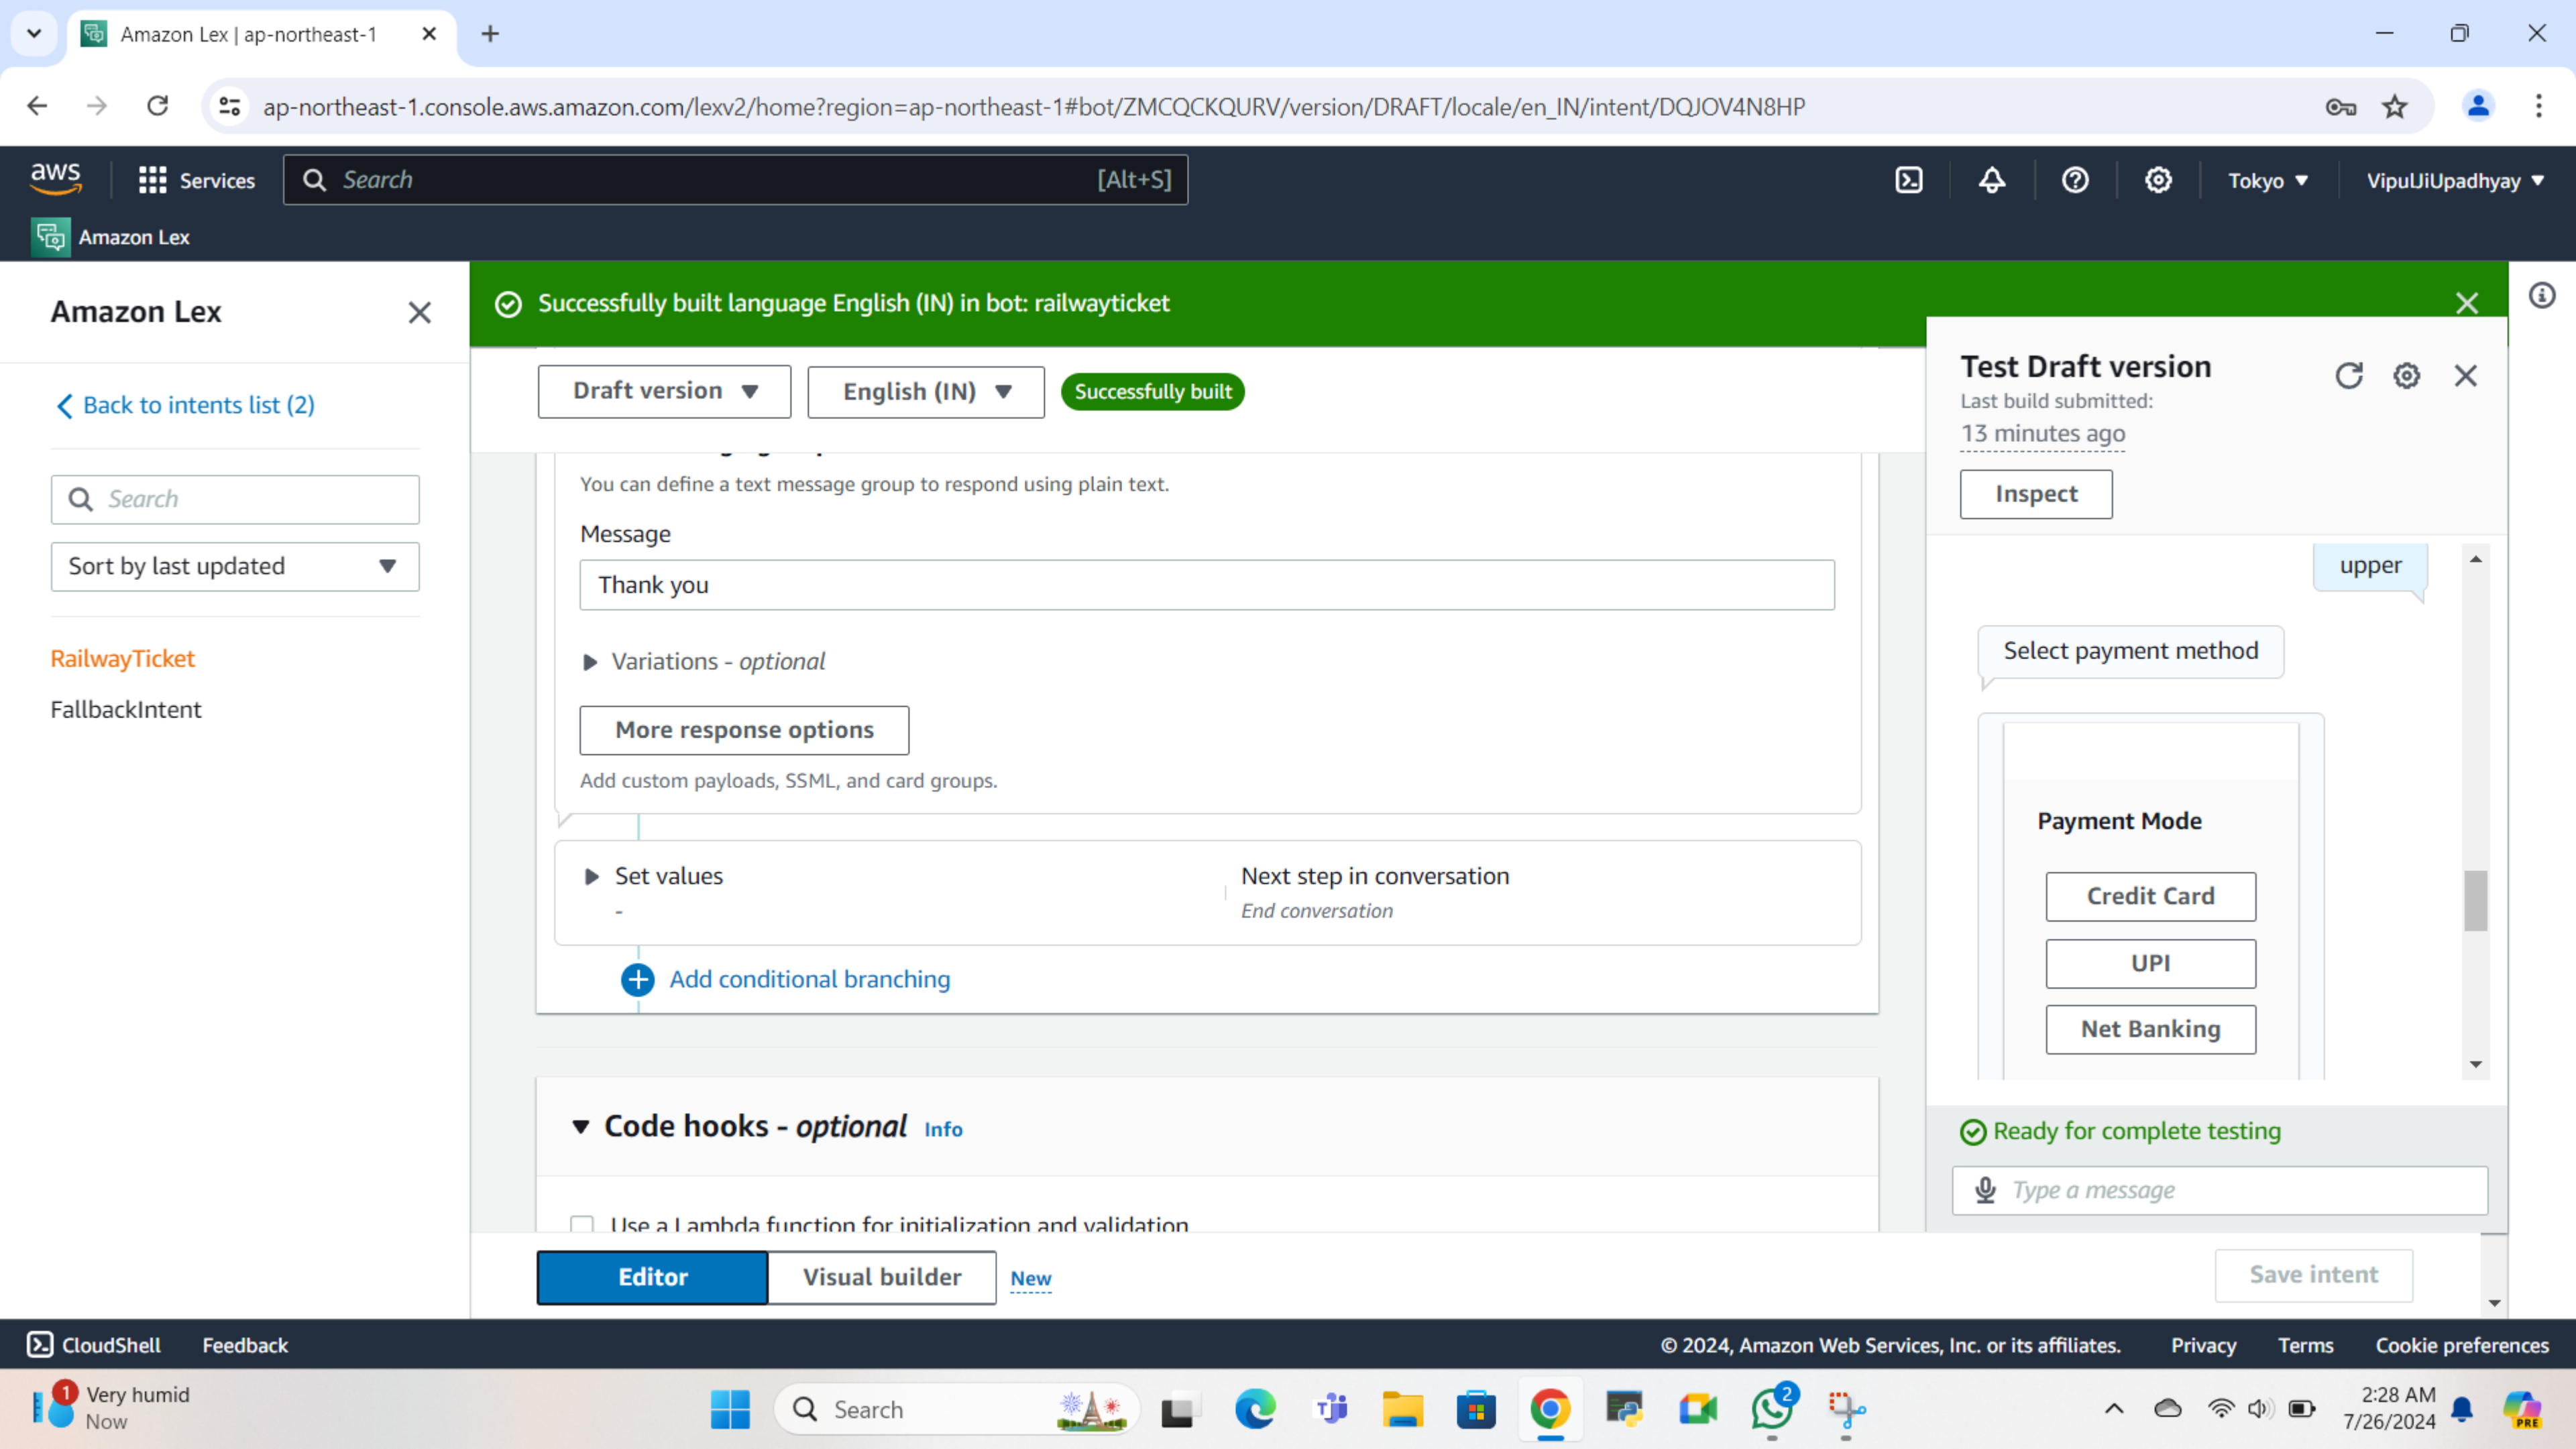 Amazon Lex | ap-northeast-1
ap-northeast-1.console.aws.amazon.com/lexv2/home?region=ap-northeast-1#bot/ZMCQCKQURV/version/DRAFT/locale/en_IN/intent/DQJOV4N8HP
aws
Services
Search
[Alt+S]
Tokyo
VipulJiUpadhyay
Amazon Lex
Amazon Lex
Back to intents list (2)
Search
Sort by last updated
RailwayTicket
FallbackIntent
Successfully built language English (IN) in bot: railwayticket
Draft version
English (IN)
Successfully built
You can define a text message group to respond using plain text.
Message
Thank you
Variations - optional
More response options
Add custom payloads, SSML, and card groups.
Set values
-
Next step in conversation
End conversation
Add conditional branching
Code hooks - optional Info
Use a Lambda function for initialization and validation
Editor
Visual builder
New
Save intent
Test Draft version
Last build submitted:
13 minutes ago
Inspect
upper
Select payment method
Payment Mode
Credit Card
UPI
Net Banking
Ready for complete testing
Type a message
CloudShell
Feedback
© 2024, Amazon Web Services, Inc. or its affiliates.
Privacy
Terms
Cookie preferences
1
Very humid
Now
Search
2
2:28 AM
7/26/2024
PRE